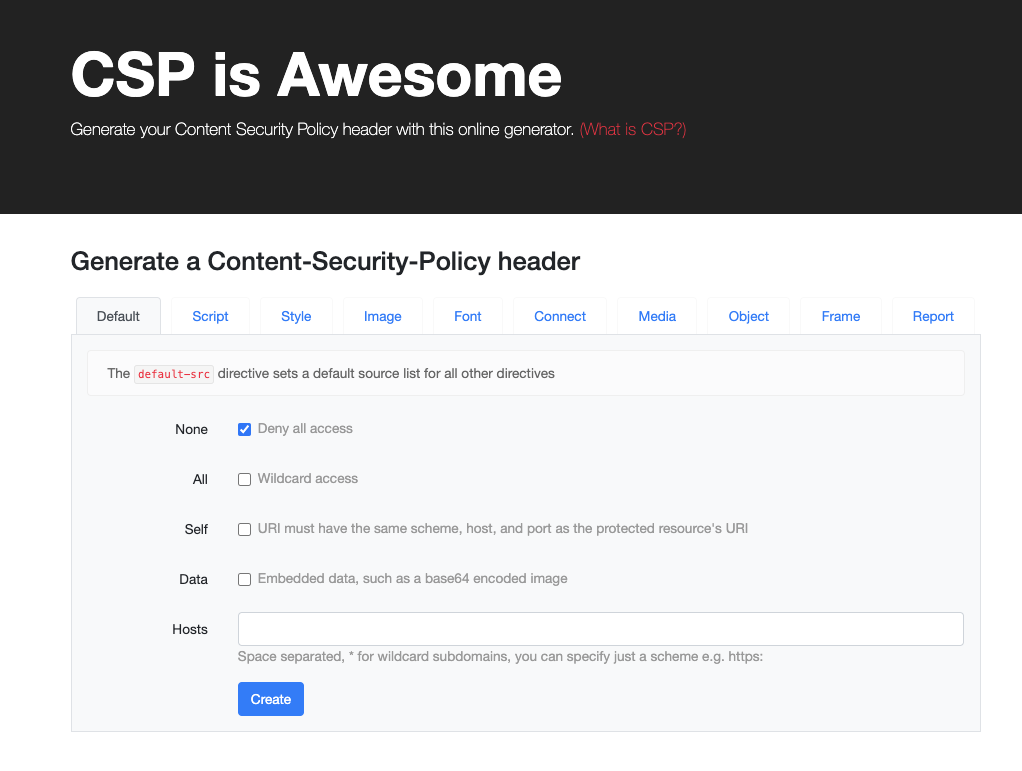 CSP is Awesome
Generate your Content Security Policy header with this online generator. (What is CSP?)
Generate a Content-Security-Policy header
Default Script Style Image Font Connect Media Object Frame Report
The default-src directive sets a default source list for all other directives
None Deny all access
All Wildcard access
Self URI must have the same scheme, host, and port as the protected resource's URI
Data Embedded data, such as a base64 encoded image
Hosts
Space separated, * for wildcard subdomains, you can specify just a scheme e.g. https:
Create